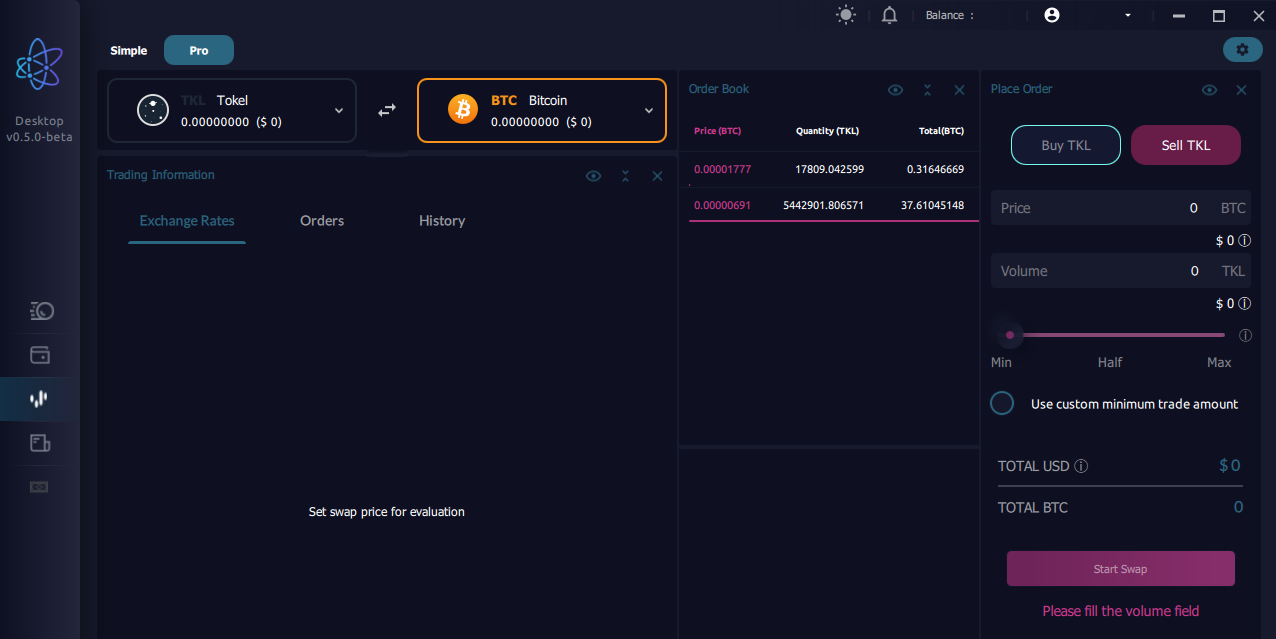 Balance :
Simple
Pro
Desktop
v0.5.0-beta
TKL Tokel
0.00000000 ($ 0)
BTC Bitcoin
0.00000000 ($ 0)
Trading Information
Exchange Rates
Orders
History
Set swap price for evaluation
Order Book
Price (BTC) Quantity (TKL) Total(BTC)
0.00001777 17809.042599 0.31646669
0.00000691 5442901.806571 37.61045148
Place Order
Buy TKL
Sell TKL
Price 0 BTC
$ 0
Volume 0 TKL
$ 0
Min Half Max
Use custom minimum trade amount
TOTAL USD $ 0
TOTAL BTC 0
Start Swap
Please fill the volume field